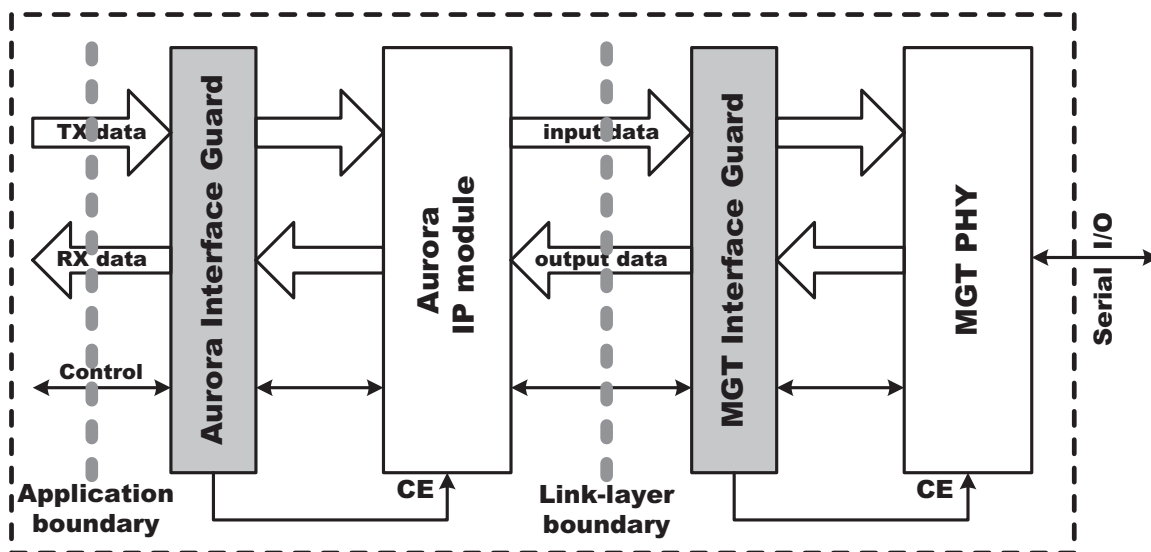 TX data
RX data
Control
Application
boundary
Aurora Interface Guard
Aurora
IP module
CE
input data
output data
Link-layer
boundary
MGT Interface Guard
MGT PHY
CE
Serial I/O